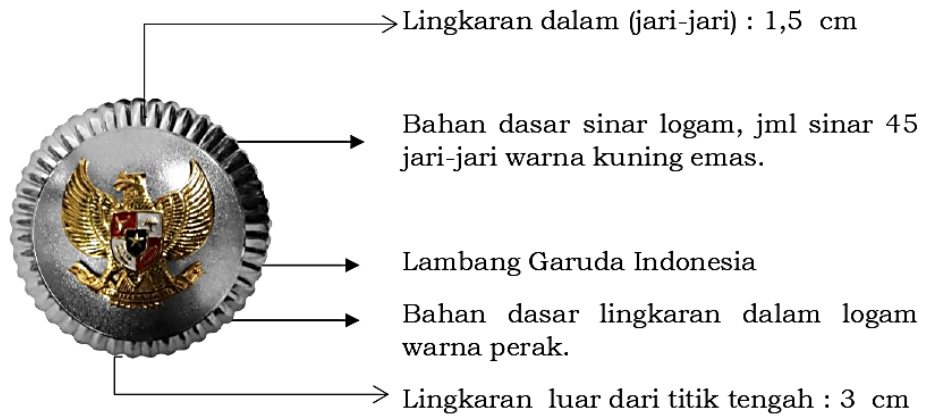 Lingkaran dalam (jari-jari) : 1,5 cm
Bahan dasar sinar logam, jml sinar 45
jari-jari warna kuning emas.
Lambang Garuda Indonesia
Bahan dasar lingkaran dalam logam
warna perak.
Lingkaran luar dari titik tengah : 3 cm